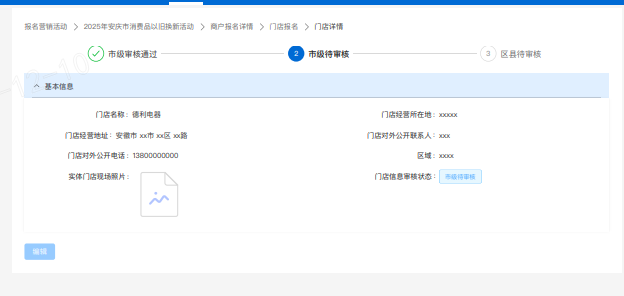 报名营销活动 > 2025年安庆市消费品以旧换新活动 > 商户报名详情 > 门店报名 > 门店详情
市级审核通过 2 市级待审核 3 区县待审核
基本信息
门店名称： 德利电器 门店经营所在地： xxxxx
门店经营地址： 安徽市 xx市 xx区 xx路 门店对外公开联系人： xxx
门店对外公开电话： 13800000000 区域： xxxx
实体门店现场照片： 门店信息审核状态： 市级待审核
编辑